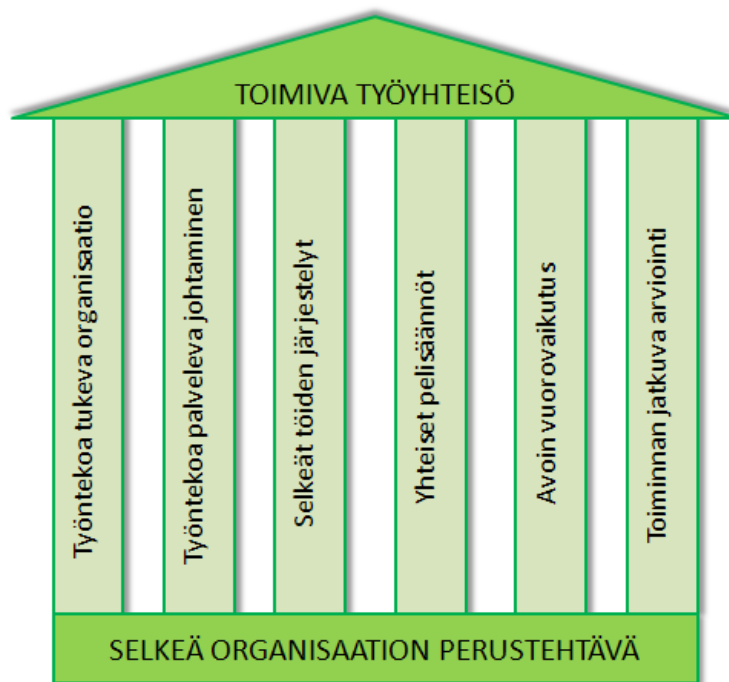 TOIMIVA TYÖYHTEISÖ
Työntekoa tukeva organisaatio
Työntekoa palveleva johtaminen
Selkeät töiden järjestelyt
Yhteiset pelisäännöt
Avoin vuorovaikutus
Toiminnan jatkuva arviointi
SELKEÄ ORGANISAATION PERUSTEHTÄVÄ